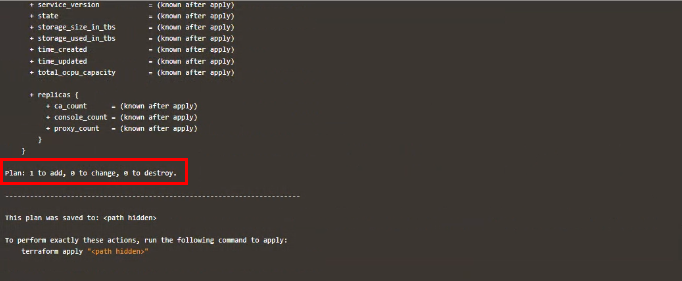 + service_version = (known after apply)
+ state = (known after apply)
+ storage_size_in_tbs = (known after apply)
+ storage_used_in_tbs = (known after apply)
+ time_created = (known after apply)
+ time_updated = (known after apply)
+ total_ocpu_capacity = (known after apply)
+ replicas {
+ ca_count = (known after apply)
+ console_count = (known after apply)
+ proxy_count = (known after apply)
}
}
Plan: 1 to add, 0 to change, 0 to destroy.
------------------------------------------------------------------------
This plan was saved to: <path hidden>
To perform exactly these actions, run the following command to apply:
terraform apply "<path hidden>"